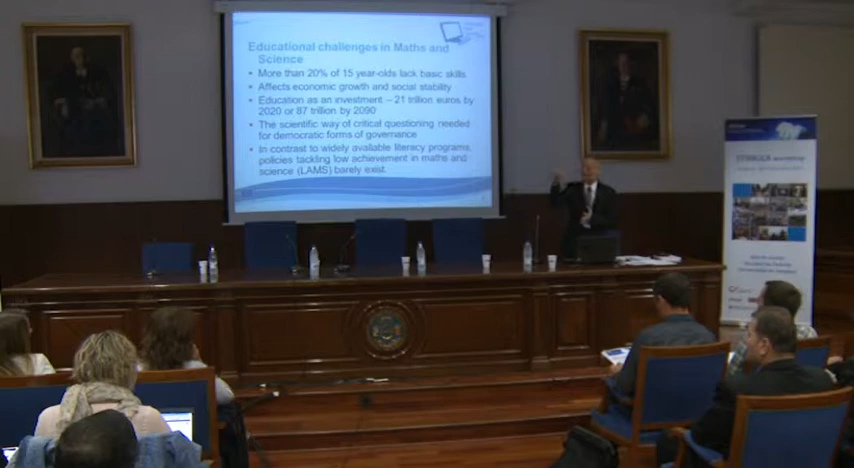 Educational challenges in Maths and
Science
• More than 20% of 15 year-olds lack basic skills
• Affects economic growth and social stability
• Education as an investment – 21 trillion euros by
2020 or 87 trillion by 2090
• The scientific way of critical questioning needed
for democratic forms of governance
• In contrast to widely available literacy programs,
policies tackling low achievement in maths and
science (LAMS) barely exist.
workshop